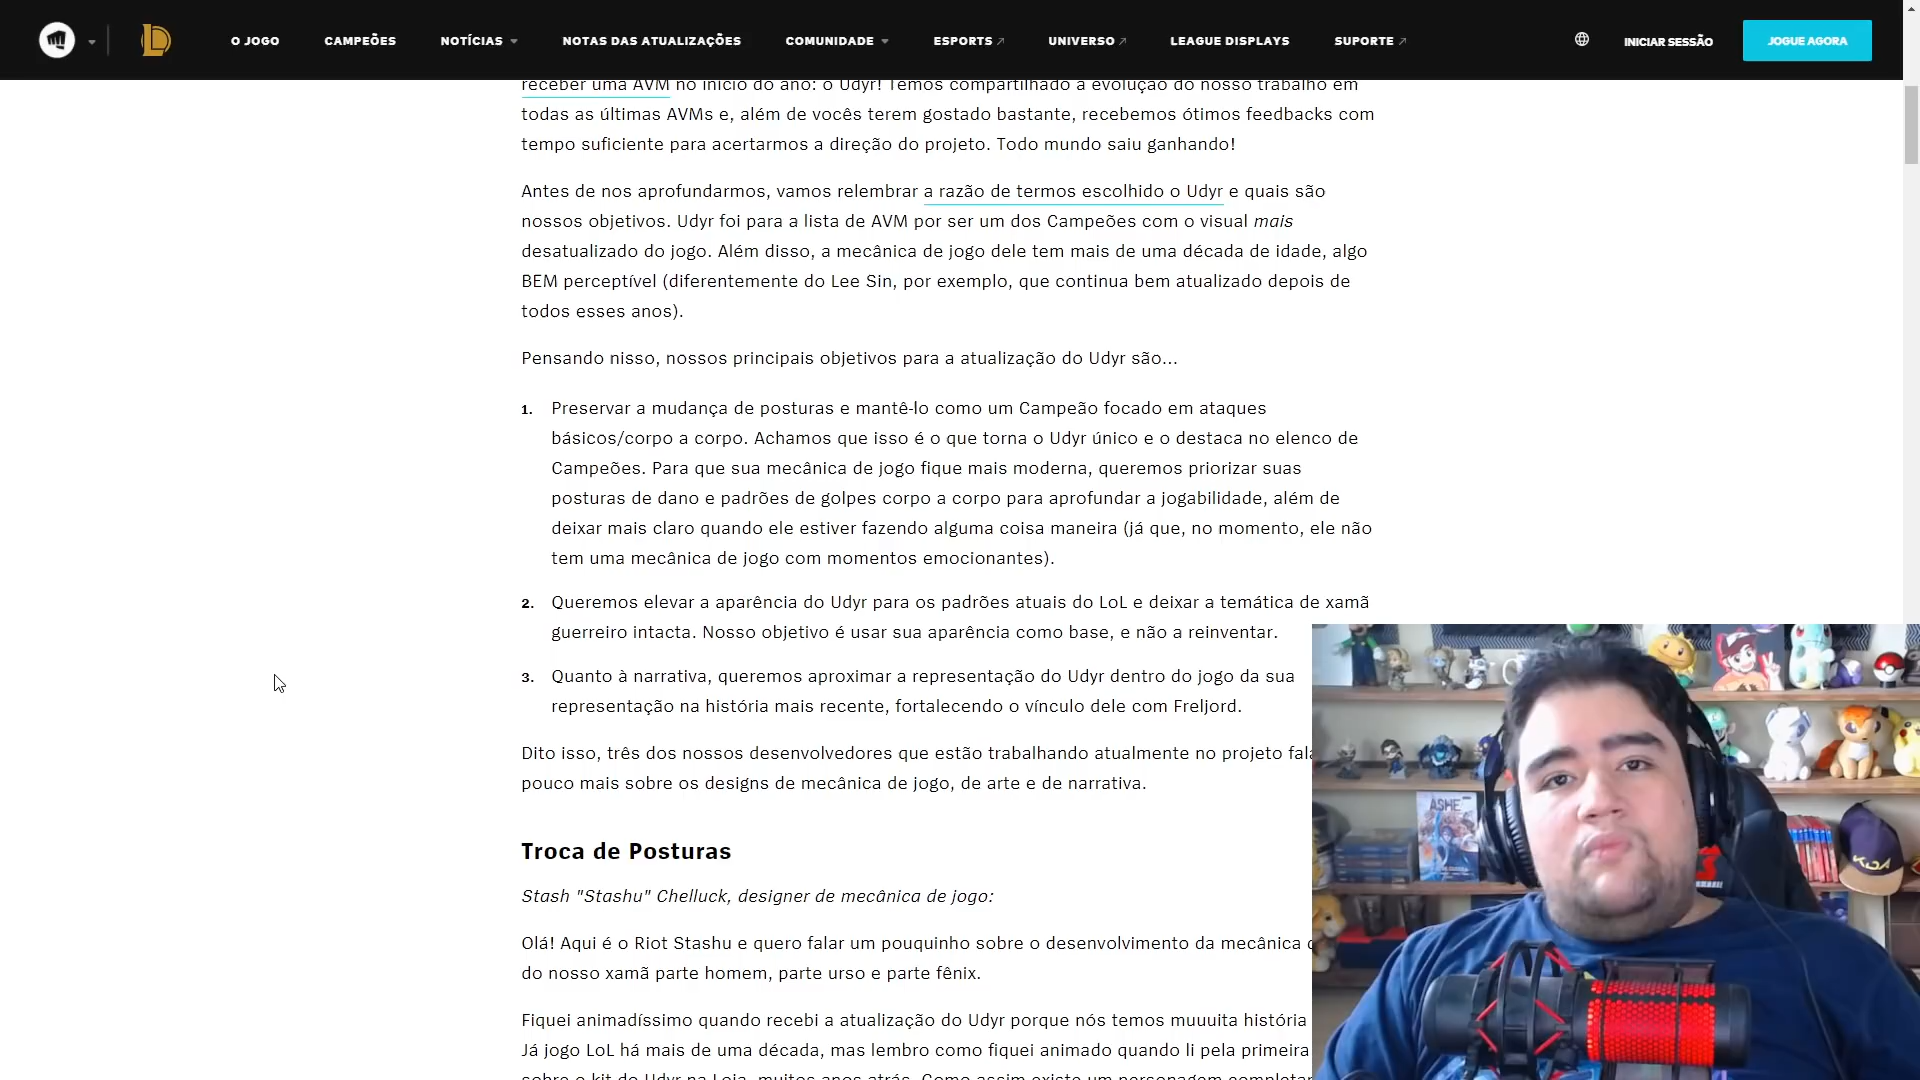 O JOGO CAMPEÕES NOTÍCIAS NOTAS DAS ATUALIZAÇÕES COMUNIDADE ESPORTS UNIVERSO LEAGUE DISPLAYS SUPORTE INICIAR SESSÃO JOGUE AGORA
receber uma AVM no início do ano: o Udyr! Temos compartilhado a evolução do nosso trabalho em
todas as últimas AVMs e, além de vocês terem gostado bastante, recebemos ótimos feedbacks com
tempo suficiente para acertarmos a direção do projeto. Todo mundo saiu ganhando!
Antes de nos aprofundarmos, vamos relembrar a razão de termos escolhido o Udyr e quais são
nossos objetivos. Udyr foi para a lista de AVM por ser um dos Campeões com o visual mais
desatualizado do jogo. Além disso, a mecânica de jogo dele tem mais de uma década de idade, algo
BEM perceptível (diferentemente do Lee Sin, por exemplo, que continua bem atualizado depois de
todos esses anos).
Pensando nisso, nossos principais objetivos para a atualização do Udyr são...
1. Preservar a mudança de posturas e mantê-lo como um Campeão focado em ataques
básicos/corpo a corpo. Achamos que isso é o que torna o Udyr único e o destaca no elenco de
Campeões. Para que sua mecânica de jogo fique mais moderna, queremos priorizar suas
posturas de dano e padrões de golpes corpo a corpo para aprofundar a jogabilidade, além de
deixar mais claro quando ele estiver fazendo alguma coisa maneira (já que, no momento, ele não
tem uma mecânica de jogo com momentos emocionantes).
2. Queremos elevar a aparência do Udyr para os padrões atuais do LoL e deixar a temática de xamã
guerreiro intacta. Nosso objetivo é usar sua aparência como base, e não a reinventar.
3. Quanto à narrativa, queremos aproximar a representação do Udyr dentro do jogo da sua
representação na história mais recente, fortalecendo o vínculo dele com Freljord.
Dito isso, três dos nossos desenvolvedores que estão trabalhando atualmente no projeto fala
pouco mais sobre os designs de mecânica de jogo, de arte e de narrativa.
Troca de Posturas
Stash "Stashu" Chelluck, designer de mecânica de jogo:
Olá! Aqui é o Riot Stashu e quero falar um pouquinho sobre o desenvolvimento da mecânica
do nosso xamã parte homem, parte urso e parte fênix.
Fiquei animadíssimo quando recebi a atualização do Udyr porque nós temos muuuita história
Já jogo LoL há mais de uma década, mas lembro como fiquei animado quando li pela primeira
sobre o kit do Udyr na Loja, muitos anos atrás. Como assim existe um personagem
ASHE